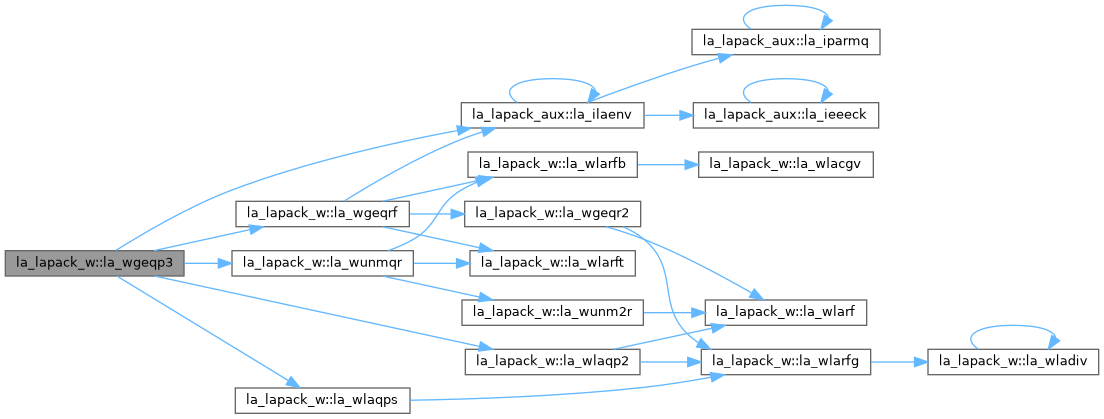 la_lapack_aux::la_iparmq
la_lapack_aux::la_ilaenv
la_lapack_aux::la_ieeeck
la_lapack_w::la_wlarfb
la_lapack_w::la_wlacgv
la_lapack_w::la_wgeqrf
la_lapack_w::la_wgeqr2
la_lapack_w::la_wgeqp3
la_lapack_w::la_wunmqr
la_lapack_w::la_wlarft
la_lapack_w::la_wunm2r
la_lapack_w::la_wlarf
la_lapack_w::la_wlaqp2
la_lapack_w::la_wlarfg
la_lapack_w::la_wladiv
la_lapack_w::la_wlaqps